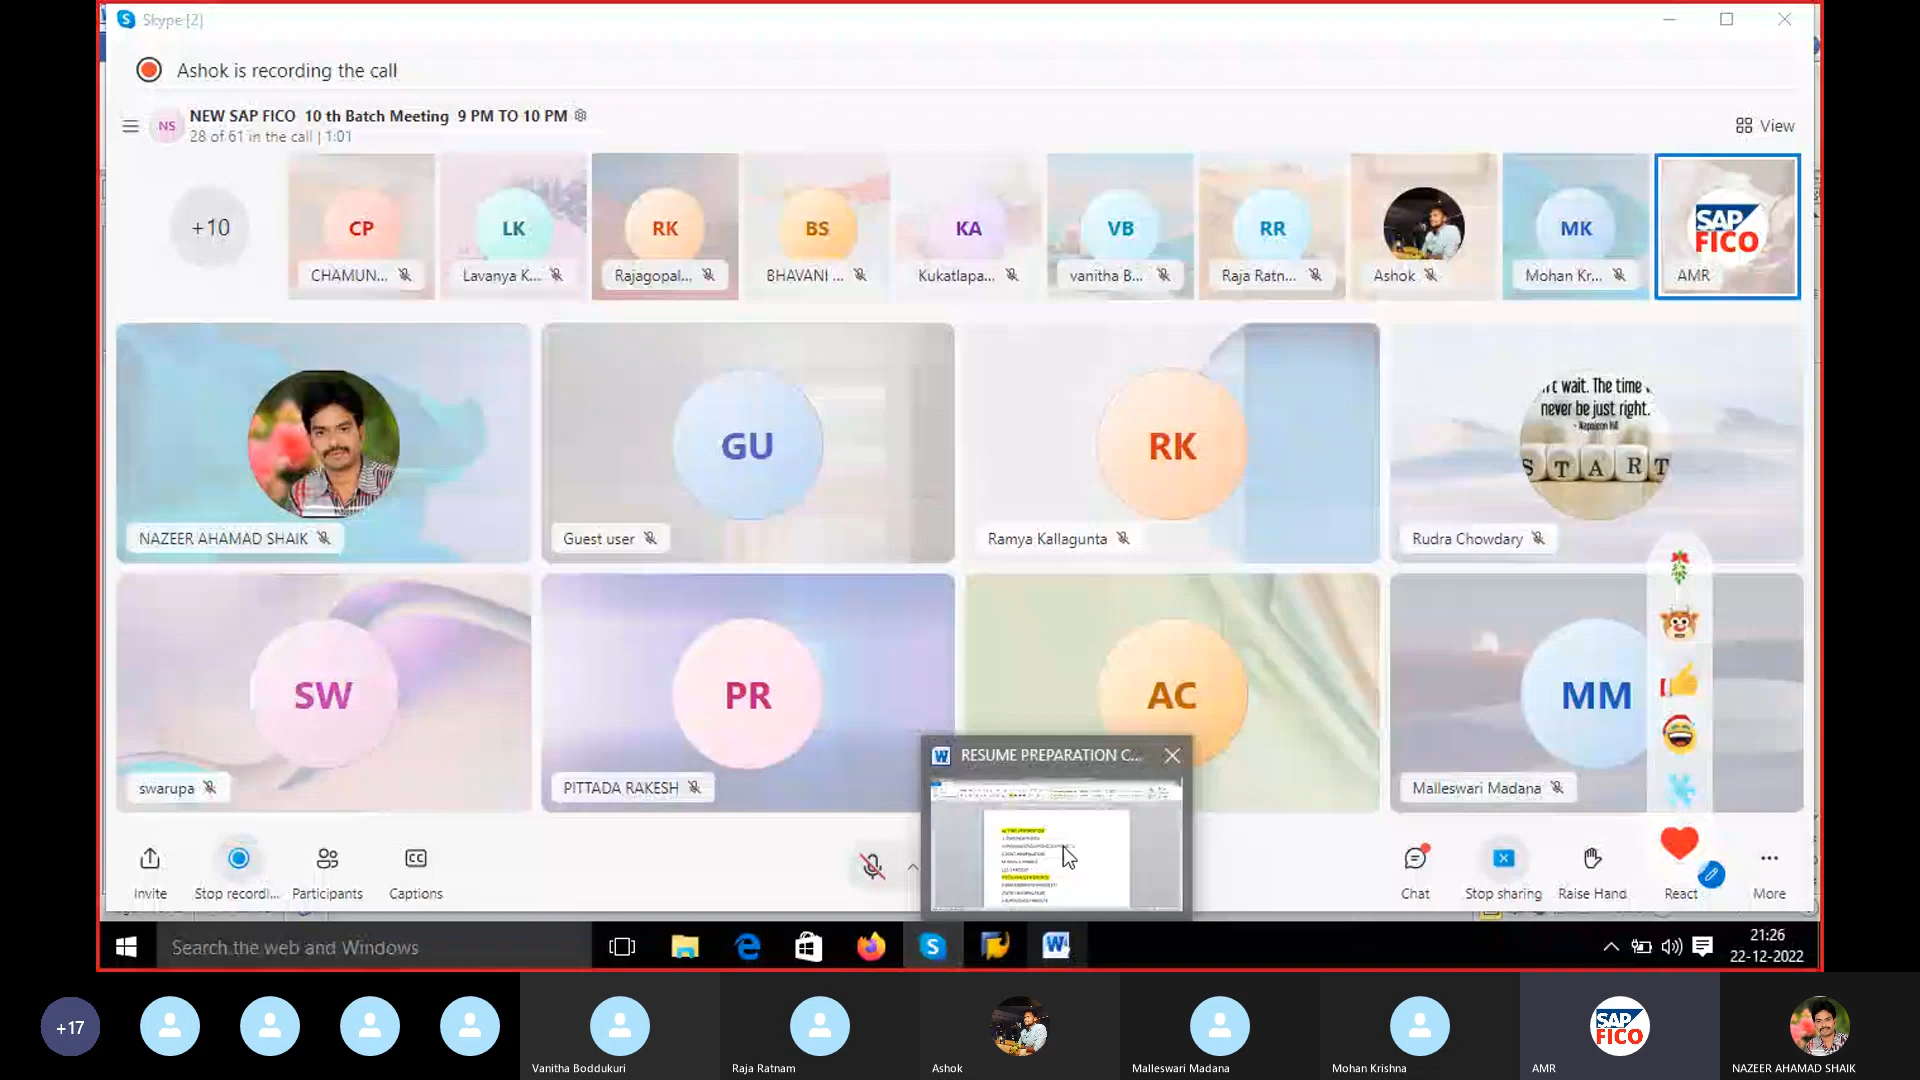 Skype [2]
Ashok is recording the call
NS
NEW SAP FICO 10 th Batch Meeting 9 PM TO 10 PM
28 of 61 in the call | 1:01
View
+10
CP
LK
RK
BS
KA
VB
RR
MK
SAP
FICO
CHAMUN...
Lavanya K...
Rajagopal...
BHAVANI ...
Kukatlapa...
vanitha B...
Raja Ratn...
Ashok
Mohan Kr...
AMR
GU
RK
't wait. The time
never be just right.
- Napoleon Hill
START
NAZEER AHAMAD SHAIK
Guest user
Ramya Kallagunta
Rudra Chowdary
SW
PR
AC
MM
RESUME PREPARATION C...
swarupa
PITTADA RAKESH
Malleswari Madana
Invite
Stop recordi...
Participants
CC
Captions
Chat
Stop sharing
Raise Hand
React
More
Search the web and Windows
21:26
22-12-2022
+17
SAP
FICO
Vanitha Boddukuri
Raja Ratnam
Ashok
Malleswari Madana
Mohan Krishna
AMR
NAZEER AHAMAD SHAIK